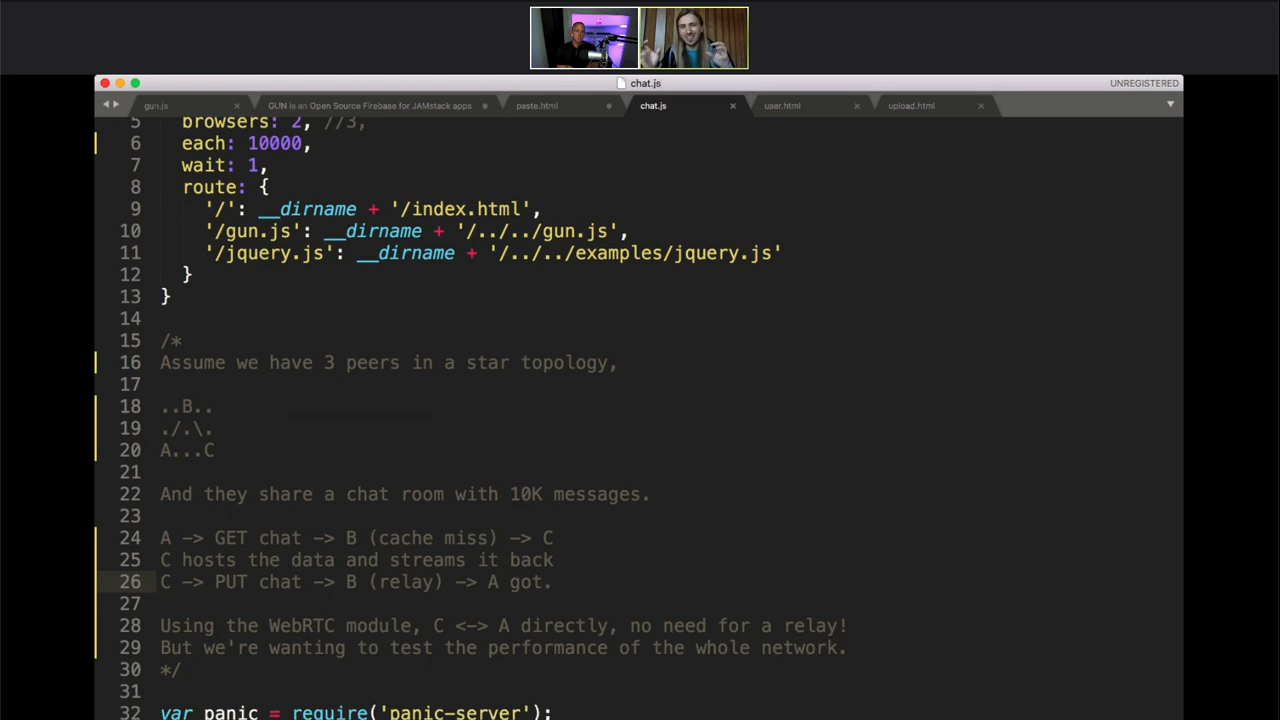 chat.js
UNREGISTERED
gun.js × GUN is an Open Source Firebase for JAMstack apps paste.html chat.js × user.html × upload.html ×
5 browsers: 2, //3,
6 each: 10000,
7 wait: 1,
8 route: {
9 '/': __dirname + '/index.html',
10 '/gun.js': __dirname + '/../../gun.js',
11 '/jquery.js': __dirname + '/../../examples/jquery.js'
12 }
13 }
14
15 /*
16 Assume we have 3 peers in a star topology,
17
18 ..B..
19 ./.\.
20 A...C
21
22 And they share a chat room with 10K messages.
23
24 A -> GET chat -> B (cache miss) -> C
25 C hosts the data and streams it back
26 C -> PUT chat -> B (relay) -> A got.
27
28 Using the WebRTC module, C <-> A directly, no need for a relay!
29 But we're wanting to test the performance of the whole network.
30 */
31
32 var panic = require('panic-server');